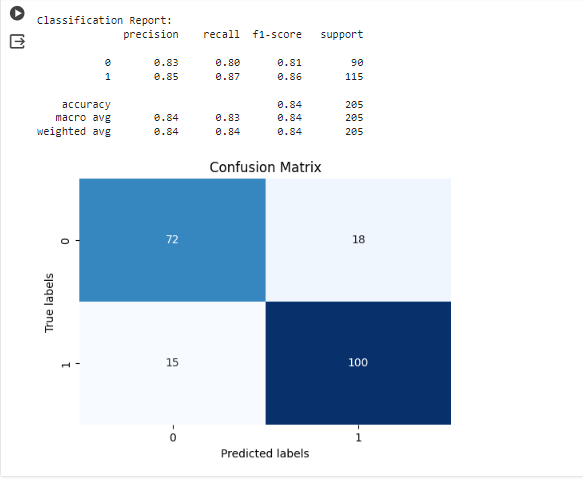 Classification Report:
precision recall f1-score support
0 0.83 0.80 0.81 90
1 0.85 0.87 0.86 115
accuracy 0.84 205
macro avg 0.84 0.83 0.84 205
weighted avg 0.84 0.84 0.84 205
Confusion Matrix
True labels
0
72 18
1
15 100
0 1
Predicted labels